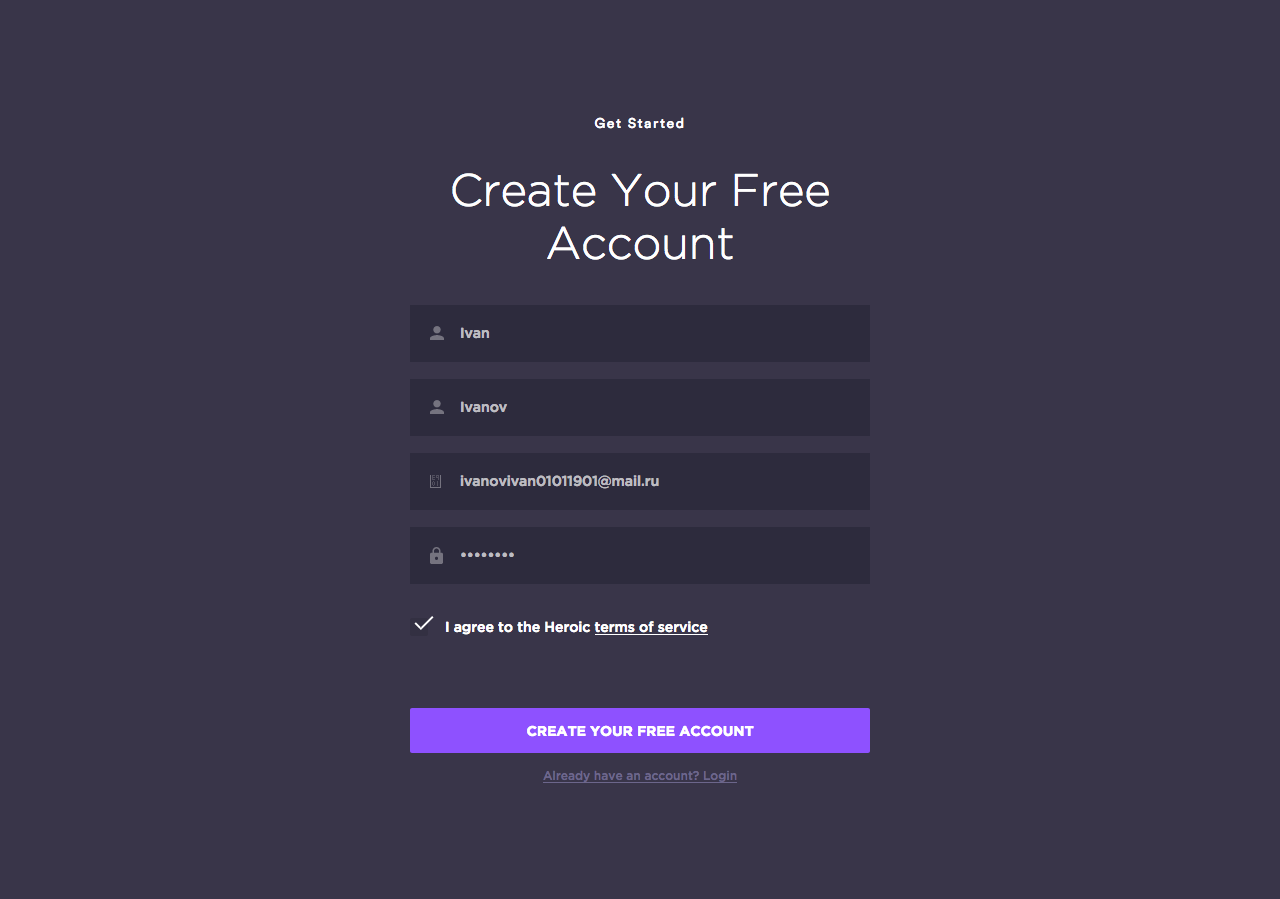 Get Started
Create Your Free
Account
Ivan
Ivanov
ivanovivan01011901@mail.ru
••••••••
I agree to the Heroic terms of service
CREATE YOUR FREE ACCOUNT
Already have an account? Login